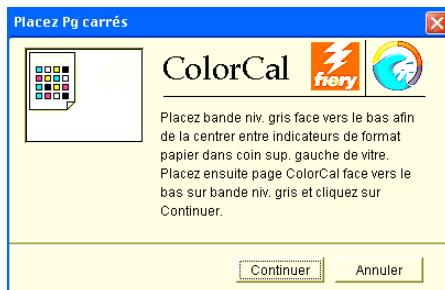 Placez Pg carrés
ColorCal
fiery
Placez bande niv. gris face vers le bas afin
de la centrer entre indicateurs de format
papier dans coin sup. gauche de vitre.
Placez ensuite page ColorCal face vers le
bas sur bande niv. gris et cliquez sur
Continuer.
Continuer
Annuler